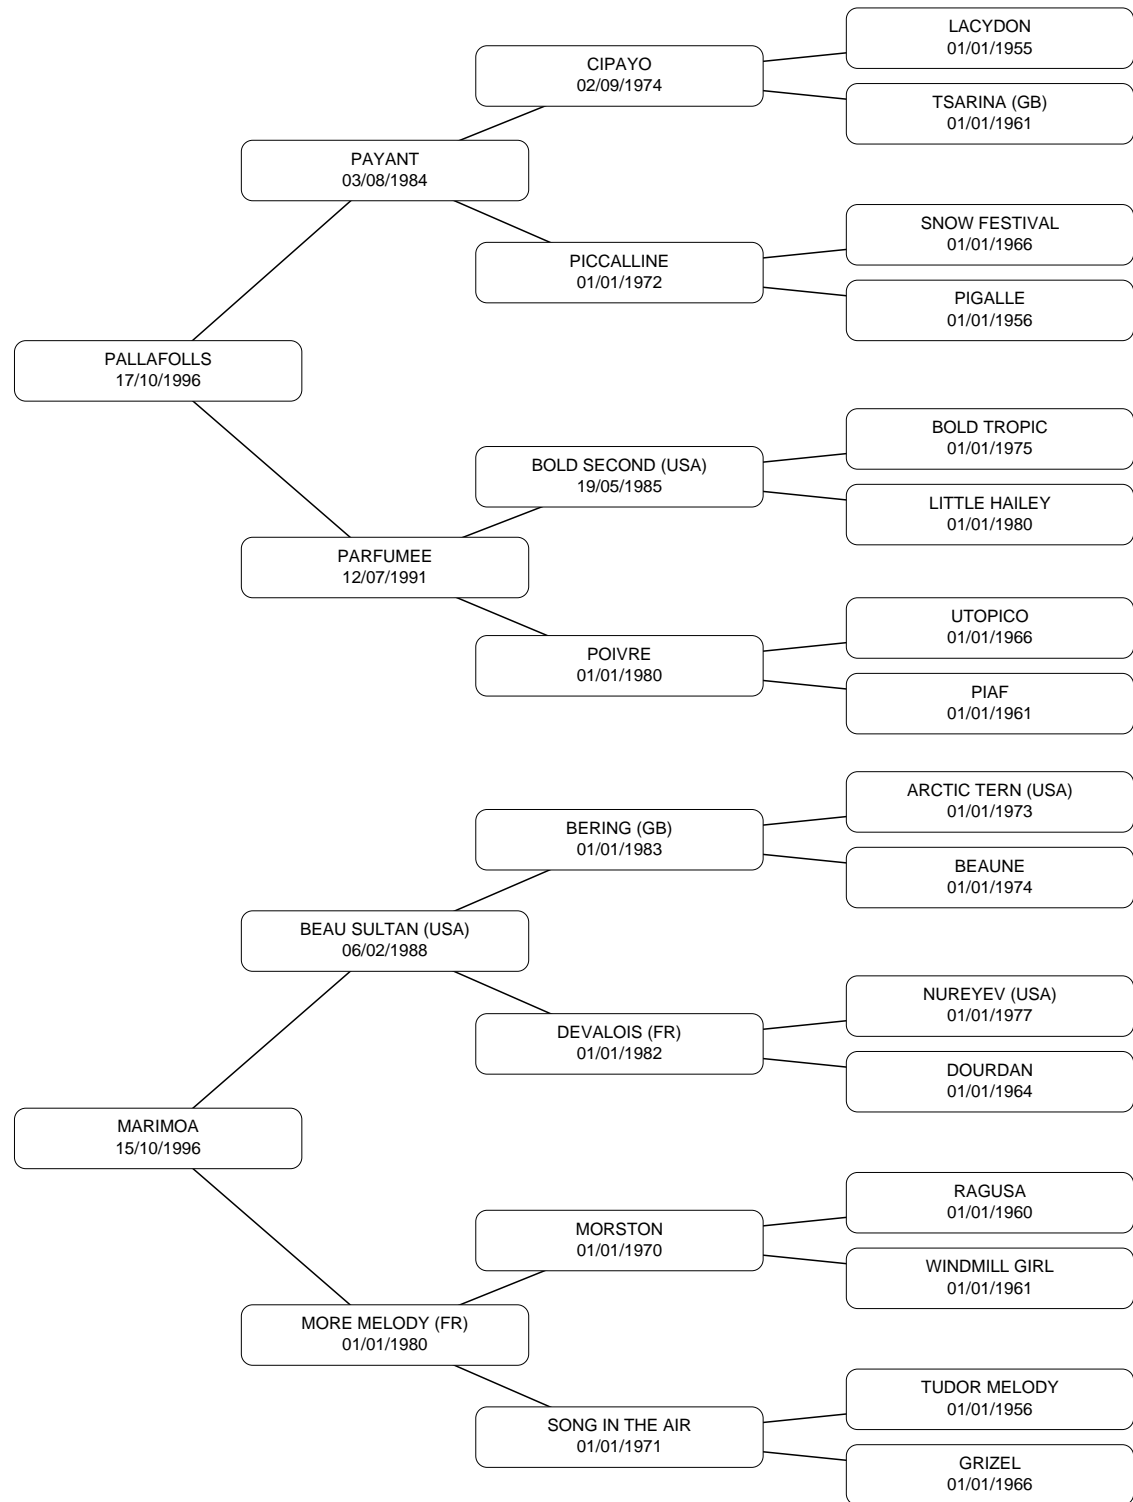 LACYDON
01/01/1955
CIPAYO
02/09/1974
TSARINA (GB)
01/01/1961
PAYANT
03/08/1984
SNOW FESTIVAL
01/01/1966
PICCALLINE
01/01/1972
PIGALLE
01/01/1956
PALLAFOLLS
17/10/1996
BOLD TROPIC
01/01/1975
BOLD SECOND (USA)
19/05/1985
LITTLE HAILEY
01/01/1980
PARFUMEE
12/07/1991
UTOPICO
01/01/1966
POIVRE
01/01/1980
PIAF
01/01/1961
ARCTIC TERN (USA)
01/01/1973
BERING (GB)
01/01/1983
BEAUNE
01/01/1974
BEAU SULTAN (USA)
06/02/1988
NUREYEV (USA)
01/01/1977
DEVALOIS (FR)
01/01/1982
DOURDAN
01/01/1964
MARIMOA
15/10/1996
RAGUSA
01/01/1960
MORSTON
01/01/1970
WINDMILL GIRL
01/01/1961
MORE MELODY (FR)
01/01/1980
TUDOR MELODY
01/01/1956
SONG IN THE AIR
01/01/1971
GRIZEL
01/01/1966